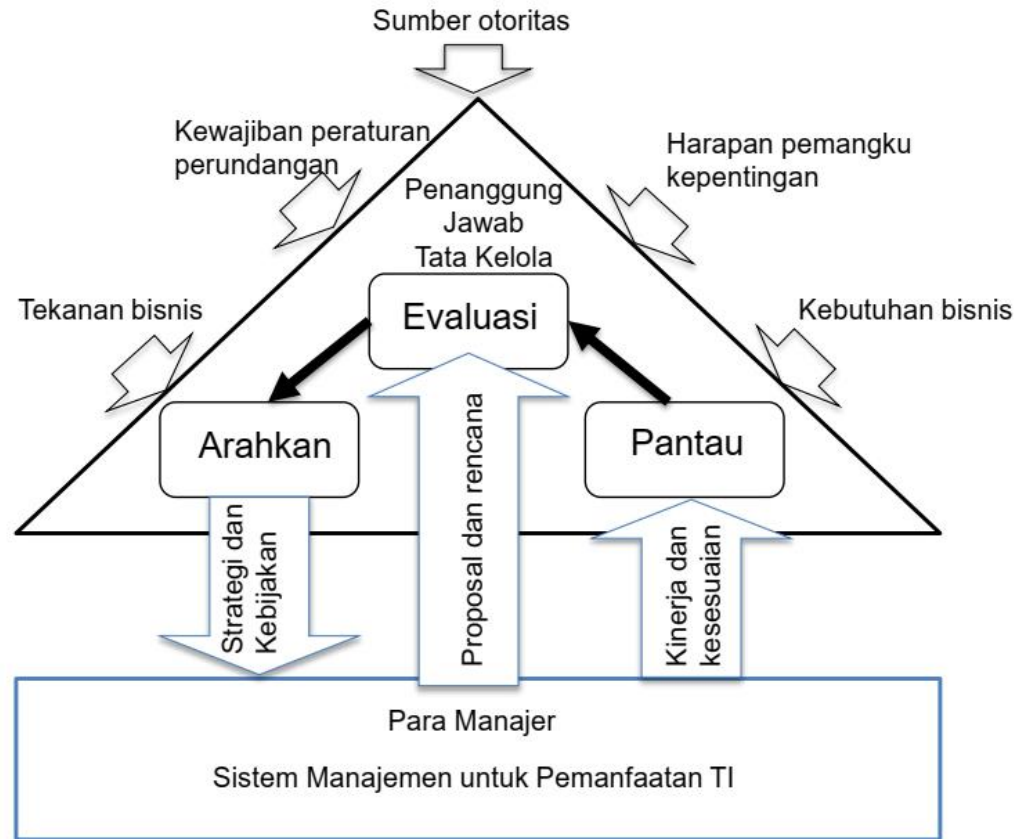 Sumber otoritas
Kewajiban peraturan
perundangan
Harapan pemangku
kepentingan
Penanggung
Jawab
Tata Kelola
Tekanan bisnis
Evaluasi
Kebutuhan bisnis
Arahkan
Pantau
Strategi dan
Kebijakan
Proposal dan rencana
Kinerja dan
kesesuaian
Para Manajer
Sistem Manajemen untuk Pemanfaatan TI